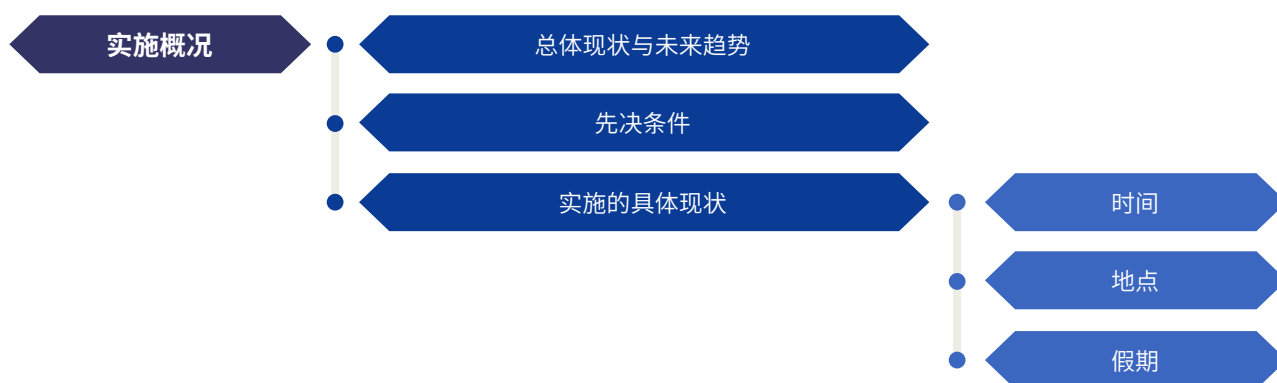 实施概况
总体现状与未来趋势
先决条件
实施的具体现状
时间
地点
假期